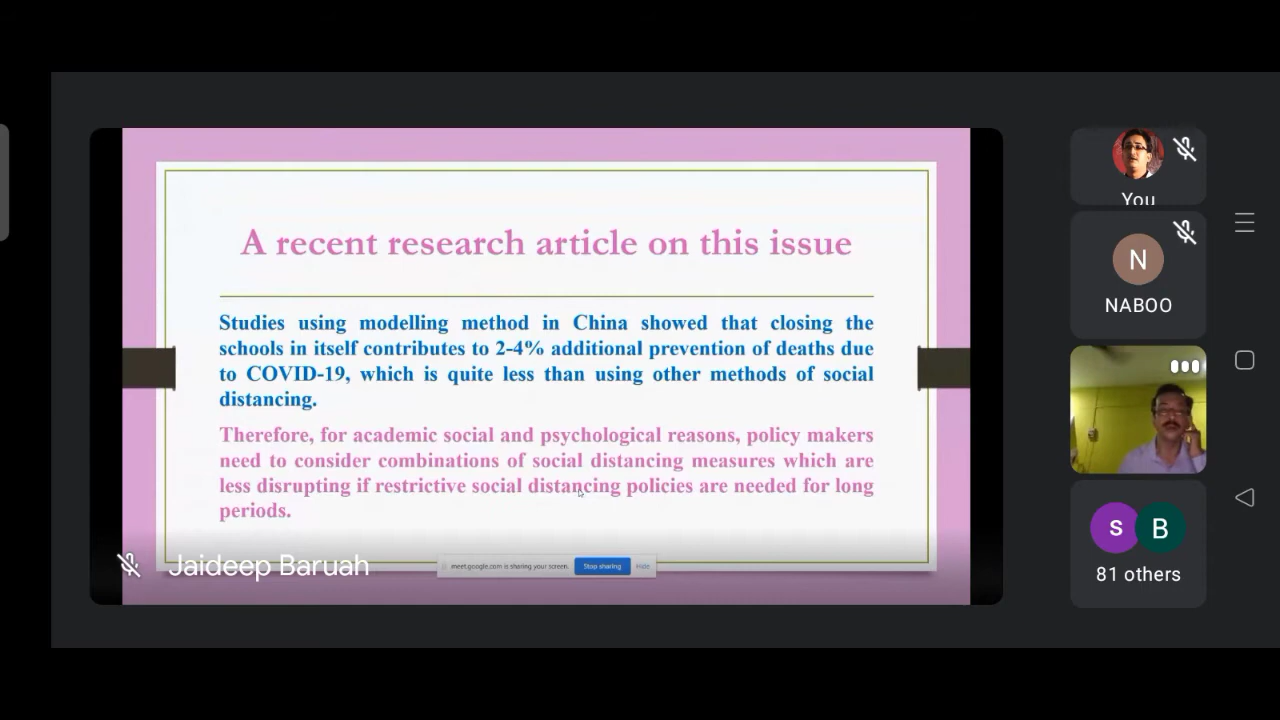 A recent research article on this issue
Studies using modelling method in China showed that closing the
schools in itself contributes to 2-4% additional prevention of deaths due
to COVID-19, which is quite less than using other methods of social
distancing.
Therefore, for academic social and psychological reasons, policy makers
need to consider combinations of social distancing measures which are
less disrupting if restrictive social distancing policies are needed for long
periods.
Jaideep Baruah
meet.google.com is sharing your screen.
Stop sharing
Hide
You
N
NABOO
S
B
81 others